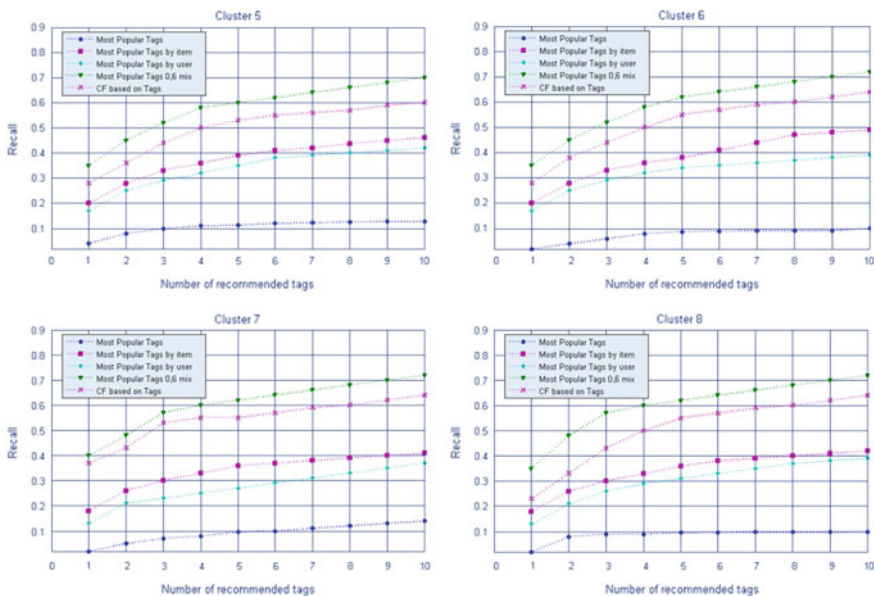 Cluster 5
0.9
0.8
0.7
0.6
0.5
0.4
0.3
0.2
0.1
Recall
Most Popular Tags
Most Popular Tags by item
Most Popular Tags by user
Most Popular Tags 0,6 mix
CF based on Tags
0 1 2 3 4 5 6 7 8 9 10
Number of recommended tags
Cluster 6
0.9
0.8
0.7
0.6
0.5
0.4
0.3
0.2
0.1
Recall
Most Popular Tags
Most Popular Tags by item
Most Popular Tags by user
Most Popular Tags 0,6 mix
CF based on Tags
0 1 2 3 4 5 6 7 8 9 10
Number of recommended tags
Cluster 7
0.9
0.8
0.7
0.6
0.5
0.4
0.3
0.2
0.1
Recall
Most Popular Tags
Most Popular Tags by item
Most Popular Tags by user
Most Popular Tags 0,6 mix
CF based on Tags
0 1 2 3 4 5 6 7 8 9 10
Number of recommended tags
Cluster 8
0.9
0.8
0.7
0.6
0.5
0.4
0.3
0.2
0.1
Recall
Most Popular Tags
Most Popular Tags by item
Most Popular Tags by user
Most Popular Tags 0,6 mix
CF based on Tags
0 1 2 3 4 5 6 7 8 9 10
Number of recommended tags